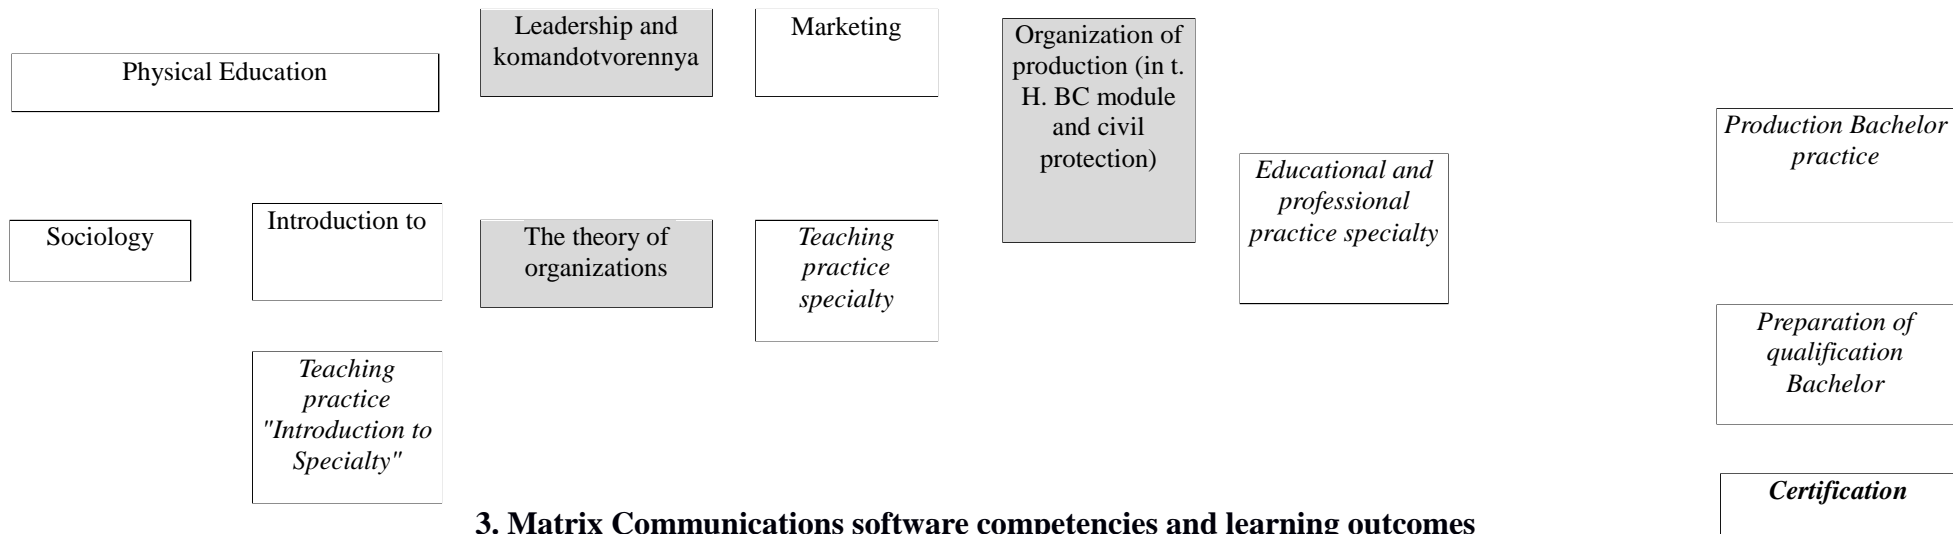 Physical Education
Leadership and
komandotvorennya
Marketing
Organization of
production (in t.
H. BC module
and civil
protection)
Production Bachelor
practice
Educational and
professional
practice specialty
Sociology
Introduction to
The theory of
organizations
Teaching
practice
specialty
Preparation of
qualification
Bachelor
Teaching
practice
"Introduction to
Specialty"
Certification
3. Matrix Communications software competencies and learning outcomes